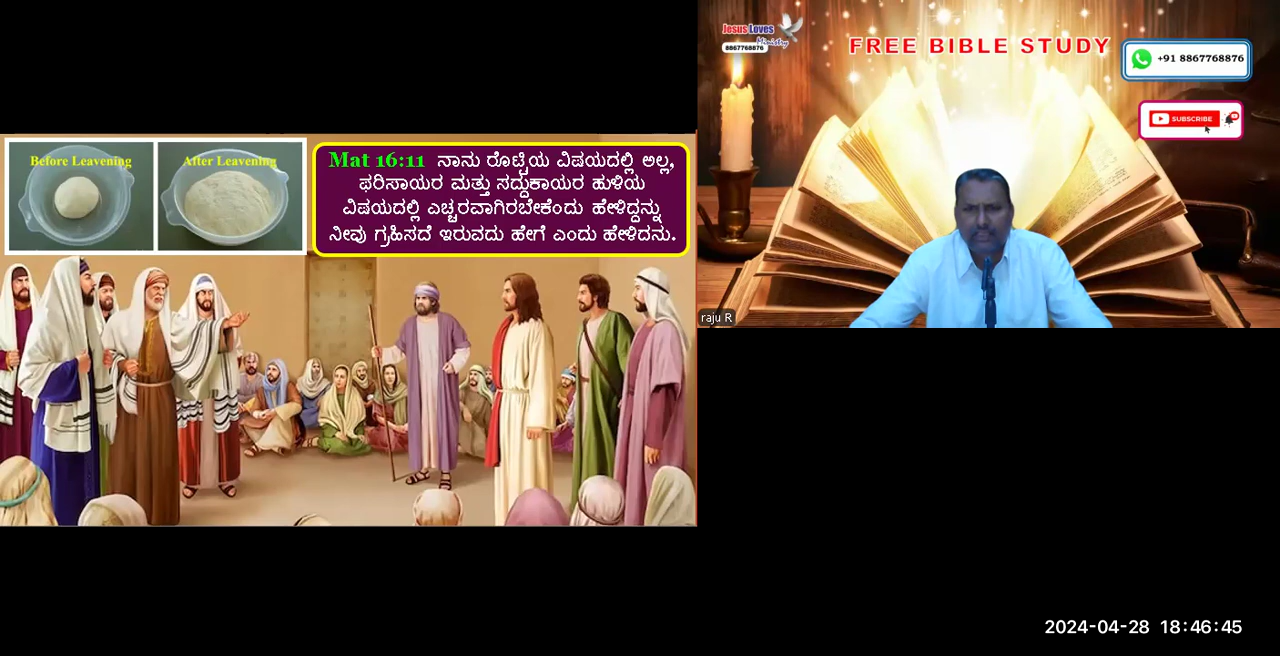 Before Leavening
After Leavening
Mat 16:11 ನಾನು ರೊಟ್ಟಿಯ ವಿಷಯದಲ್ಲಿ ಅಲ್ಲ,
ಫರಿಸಾಯರ ಮತ್ತು ಸದ್ದುಕಾಯರ ಹುಳಿಯ
ವಿಷಯದಲ್ಲಿ ಎಚ್ಚರವಾಗಿರಬೇಕೆಂದು ಹೇಳಿದ್ದನ್ನು
ನೀವು ಗ್ರಹಿಸದೆ ಇರುವದು ಹೇಗೆ ಎಂದು ಹೇಳಿದನು.
Jesus Loves
Ministry
8867768876
FREE BIBLE STUDY
+91 8867768876
SUBSCRIBE
raju R
2024-04-28 18:46:45